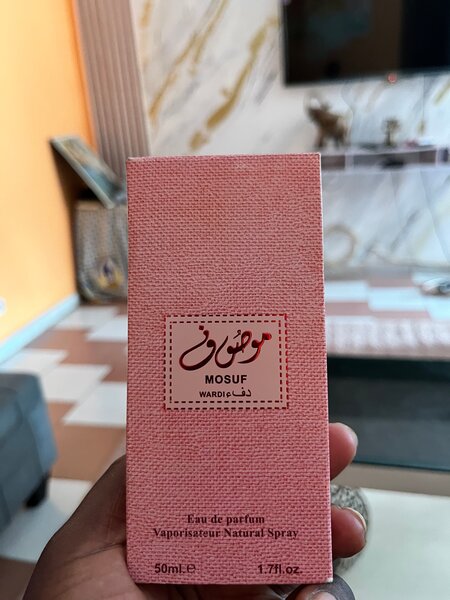 موصوف
MOSUF
WARDI دفاء
Eau de parfum
Vaporisateur Natural Spray
50ml.℮ 1.7fl.oz.